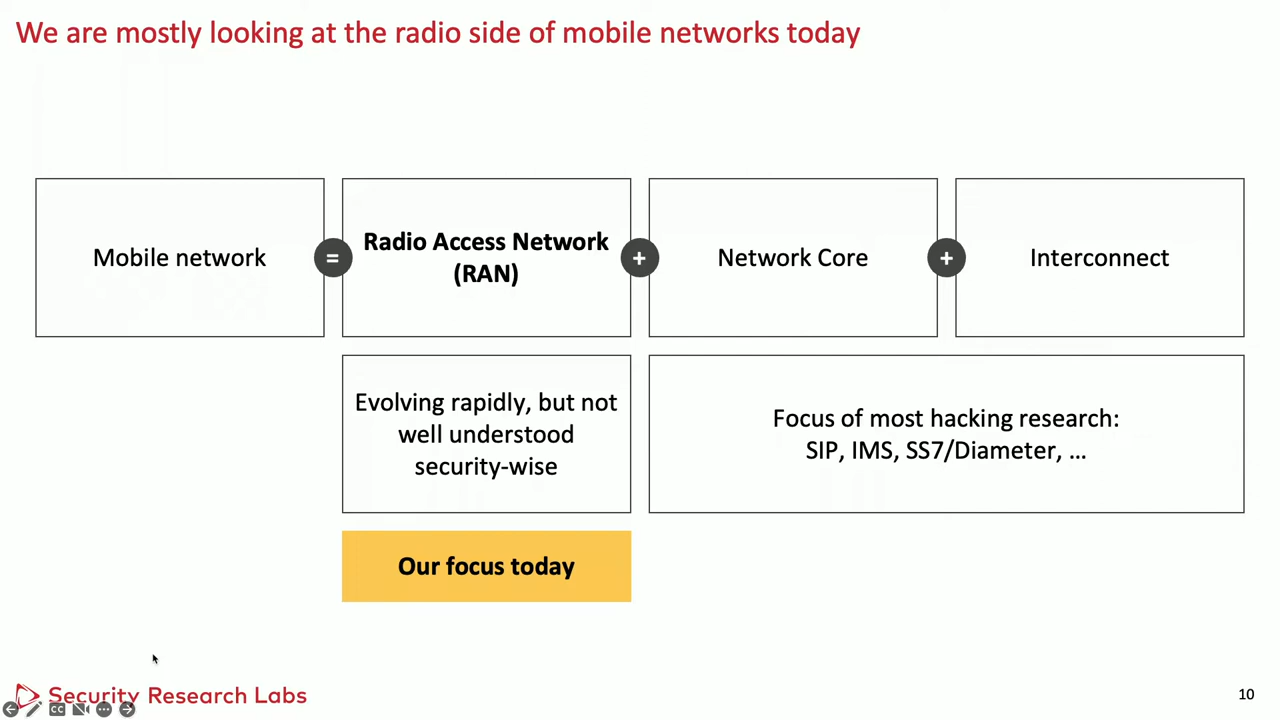 We are mostly looking at the radio side of mobile networks today
Mobile network
=
Radio Access Network
(RAN)
+
Network Core
+
Interconnect
Evolving rapidly, but not
well understood
security-wise
Focus of most hacking research:
SIP, IMS, SS7/Diameter, ...
Our focus today
Security Research Labs
CC
10